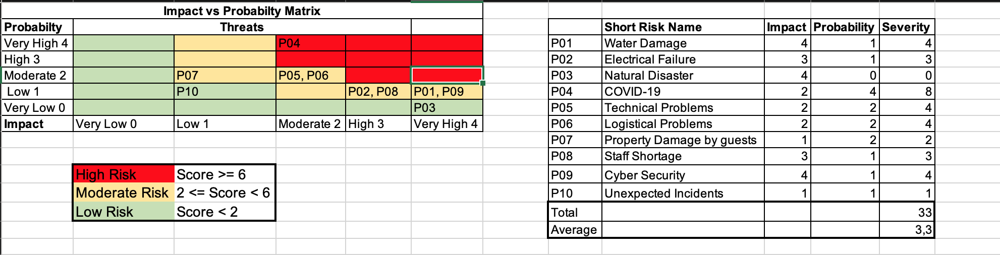 Impact vs Probabilty Matrix
Probabilty Threats
Very High 4 P04
High 3
Moderate 2 P07 P05, P06
Low 1 P10 P02, P08 P01, P09
Very Low 0 P03
Impact Very Low 0 Low 1 Moderate 2 High 3 Very High 4
High Risk Score >= 6
Moderate Risk 2 <= Score < 6
Low Risk Score < 2
Short Risk Name Impact Probability Severity
P01 Water Damage 4 1 4
P02 Electrical Failure 3 1 3
P03 Natural Disaster 4 0 0
P04 COVID-19 2 4 8
P05 Technical Problems 2 2 4
P06 Logistical Problems 2 2 4
P07 Property Damage by guests 1 2 2
P08 Staff Shortage 3 1 3
P09 Cyber Security 4 1 4
P10 Unexpected Incidents 1 1 1
Total 33
Average 3,3